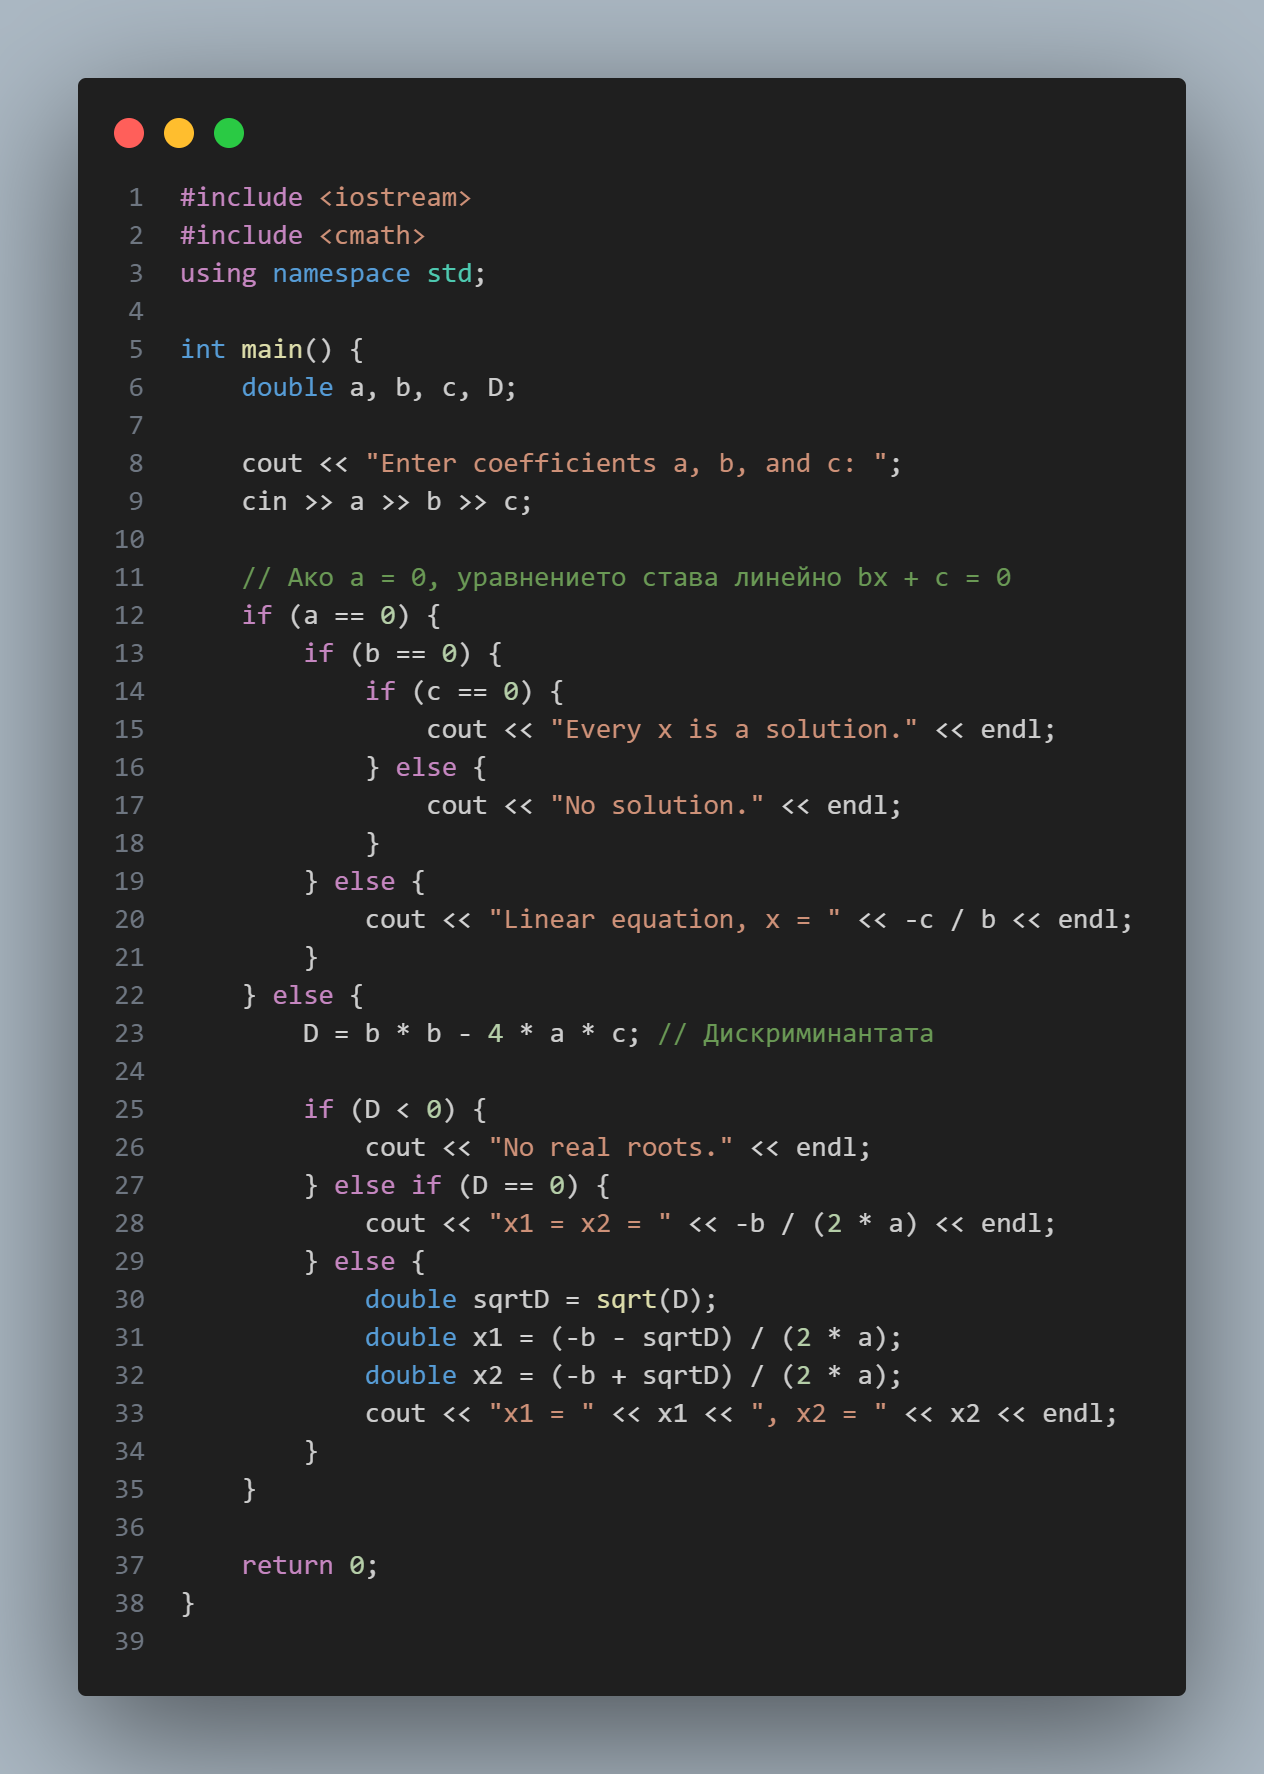 1 #include <iostream>
2 #include <cmath>
3 using namespace std;
4
5 int main() {
6     double a, b, c, D;
7
8     cout << "Enter coefficients a, b, and c: ";
9     cin >> a >> b >> c;
10
11     // Ако a = 0, уравнението става линейно bx + c = 0
12     if (a == 0) {
13         if (b == 0) {
14             if (c == 0) {
15                 cout << "Every x is a solution." << endl;
16             } else {
17                 cout << "No solution." << endl;
18             }
19         } else {
20             cout << "Linear equation, x = " << -c / b << endl;
21         }
22     } else {
23         D = b * b - 4 * a * c; // Дискриминантата
24
25         if (D < 0) {
26             cout << "No real roots." << endl;
27         } else if (D == 0) {
28             cout << "x1 = x2 = " << -b / (2 * a) << endl;
29         } else {
30             double sqrtD = sqrt(D);
31             double x1 = (-b - sqrtD) / (2 * a);
32             double x2 = (-b + sqrtD) / (2 * a);
33             cout << "x1 = " << x1 << ", x2 = " << x2 << endl;
34         }
35     }
36
37     return 0;
38 }
39